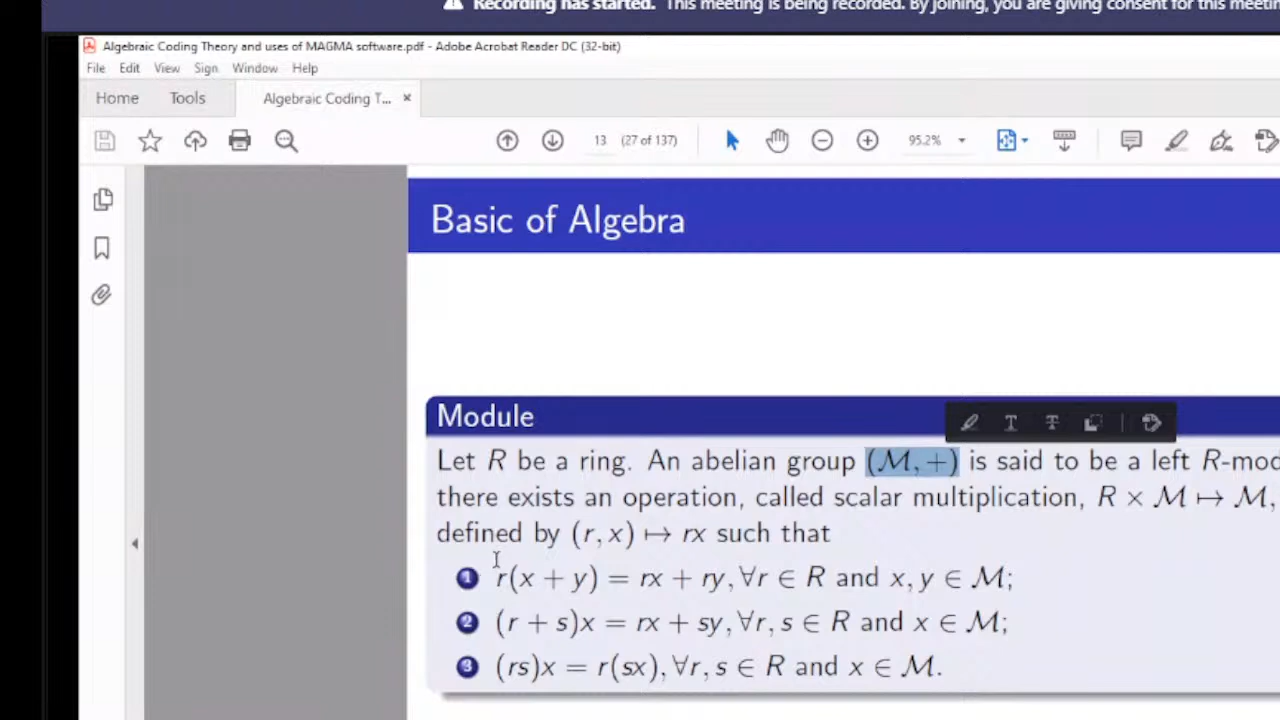 Recording has started. This meeting is being recorded. By joining, you are giving consent for this
Algebraic Coding Theory and uses of MAGMA software.pdf - Adobe Acrobat Reader DC (32-bit)
File Edit View Sign Window Help
Home Tools Algebraic Coding T... ×
13 (27 of 137) 95.2%
Basic of Algebra
Module
Let R be a ring. An abelian group (ℳ, +) is said to be a left R-mod
there exists an operation, called scalar multiplication, R × ℳ ↦ ℳ,
defined by (r, x) ↦ rx such that
1 r(x + y) = rx + ry, ∀r ∈ R and x, y ∈ ℳ;
2 (r + s)x = rx + sy, ∀r, s ∈ R and x ∈ ℳ;
3 (rs)x = r(sx), ∀r, s ∈ R and x ∈ ℳ.